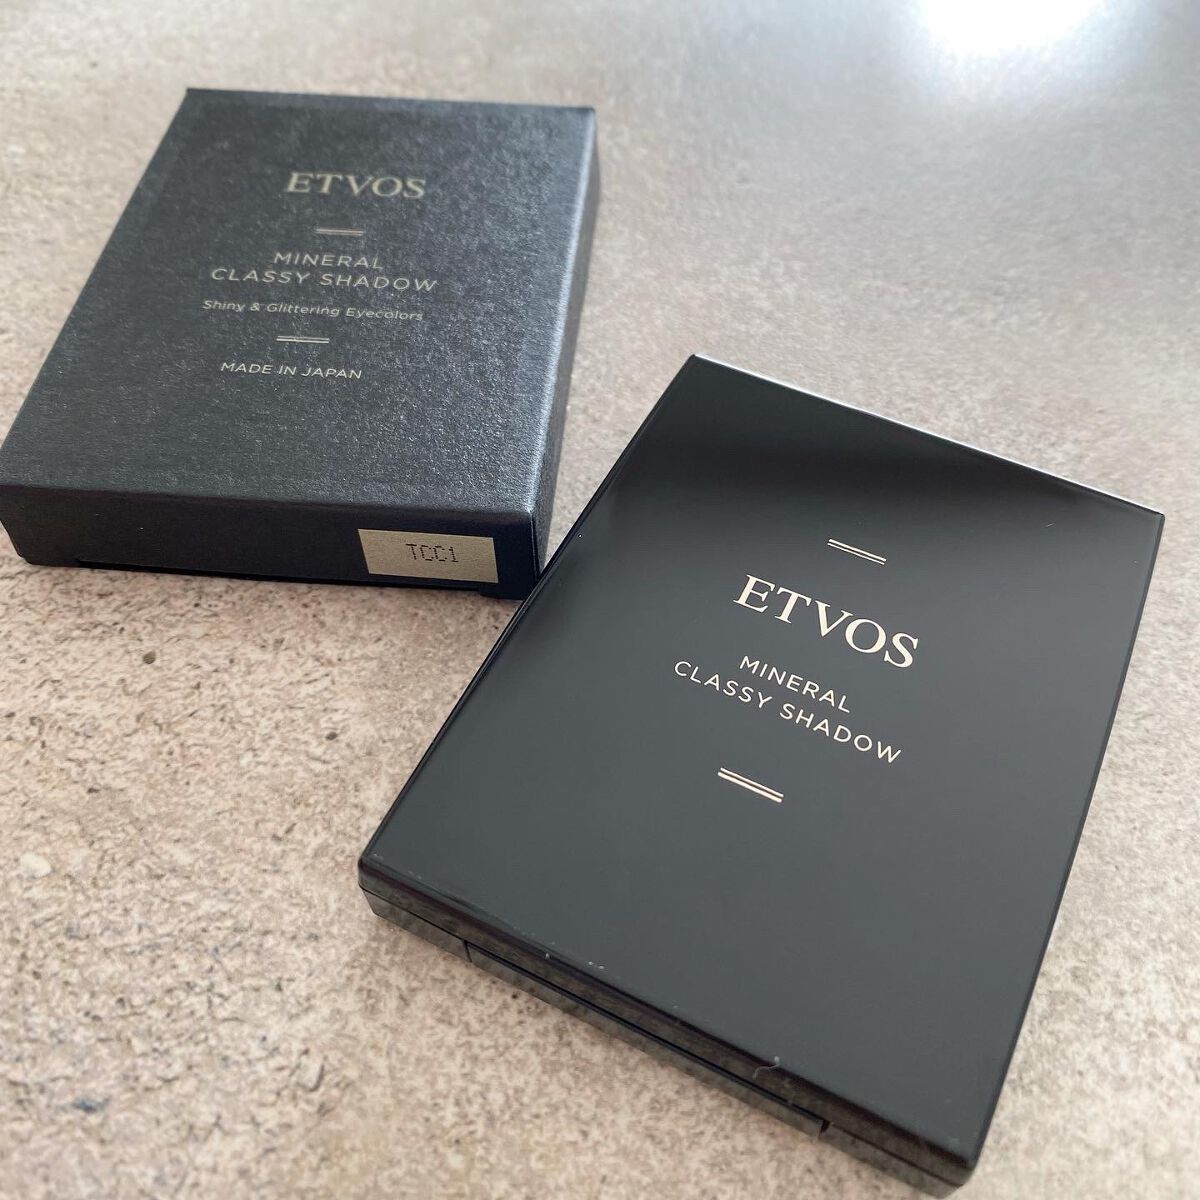 ETVOS
MINERAL
CLASSY SHADOW
Shiny & Glittering Eyecolors
MADE IN JAPAN
TCC1
ETVOS
MINERAL
CLASSY SHADOW